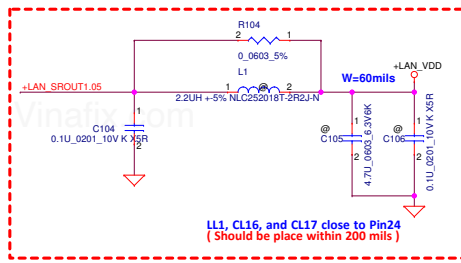 R104
2 1
0_0603_5%
L1
+LAN_VDD
+LAN_SROUT1.05
1 @ 2
W=60mils
2.2UH +-5% NLC252018T-2R2J-N
Vinafix.com
1
C104
0.1U_0201_10V K X5R
2
@
1
C105
2
4.7U_0603_6.3V6K
@
1
C106
2
0.1U_0201_10V K X5R
LL1, CL16, and CL17 close to Pin24
( Should be place within 200 mils )